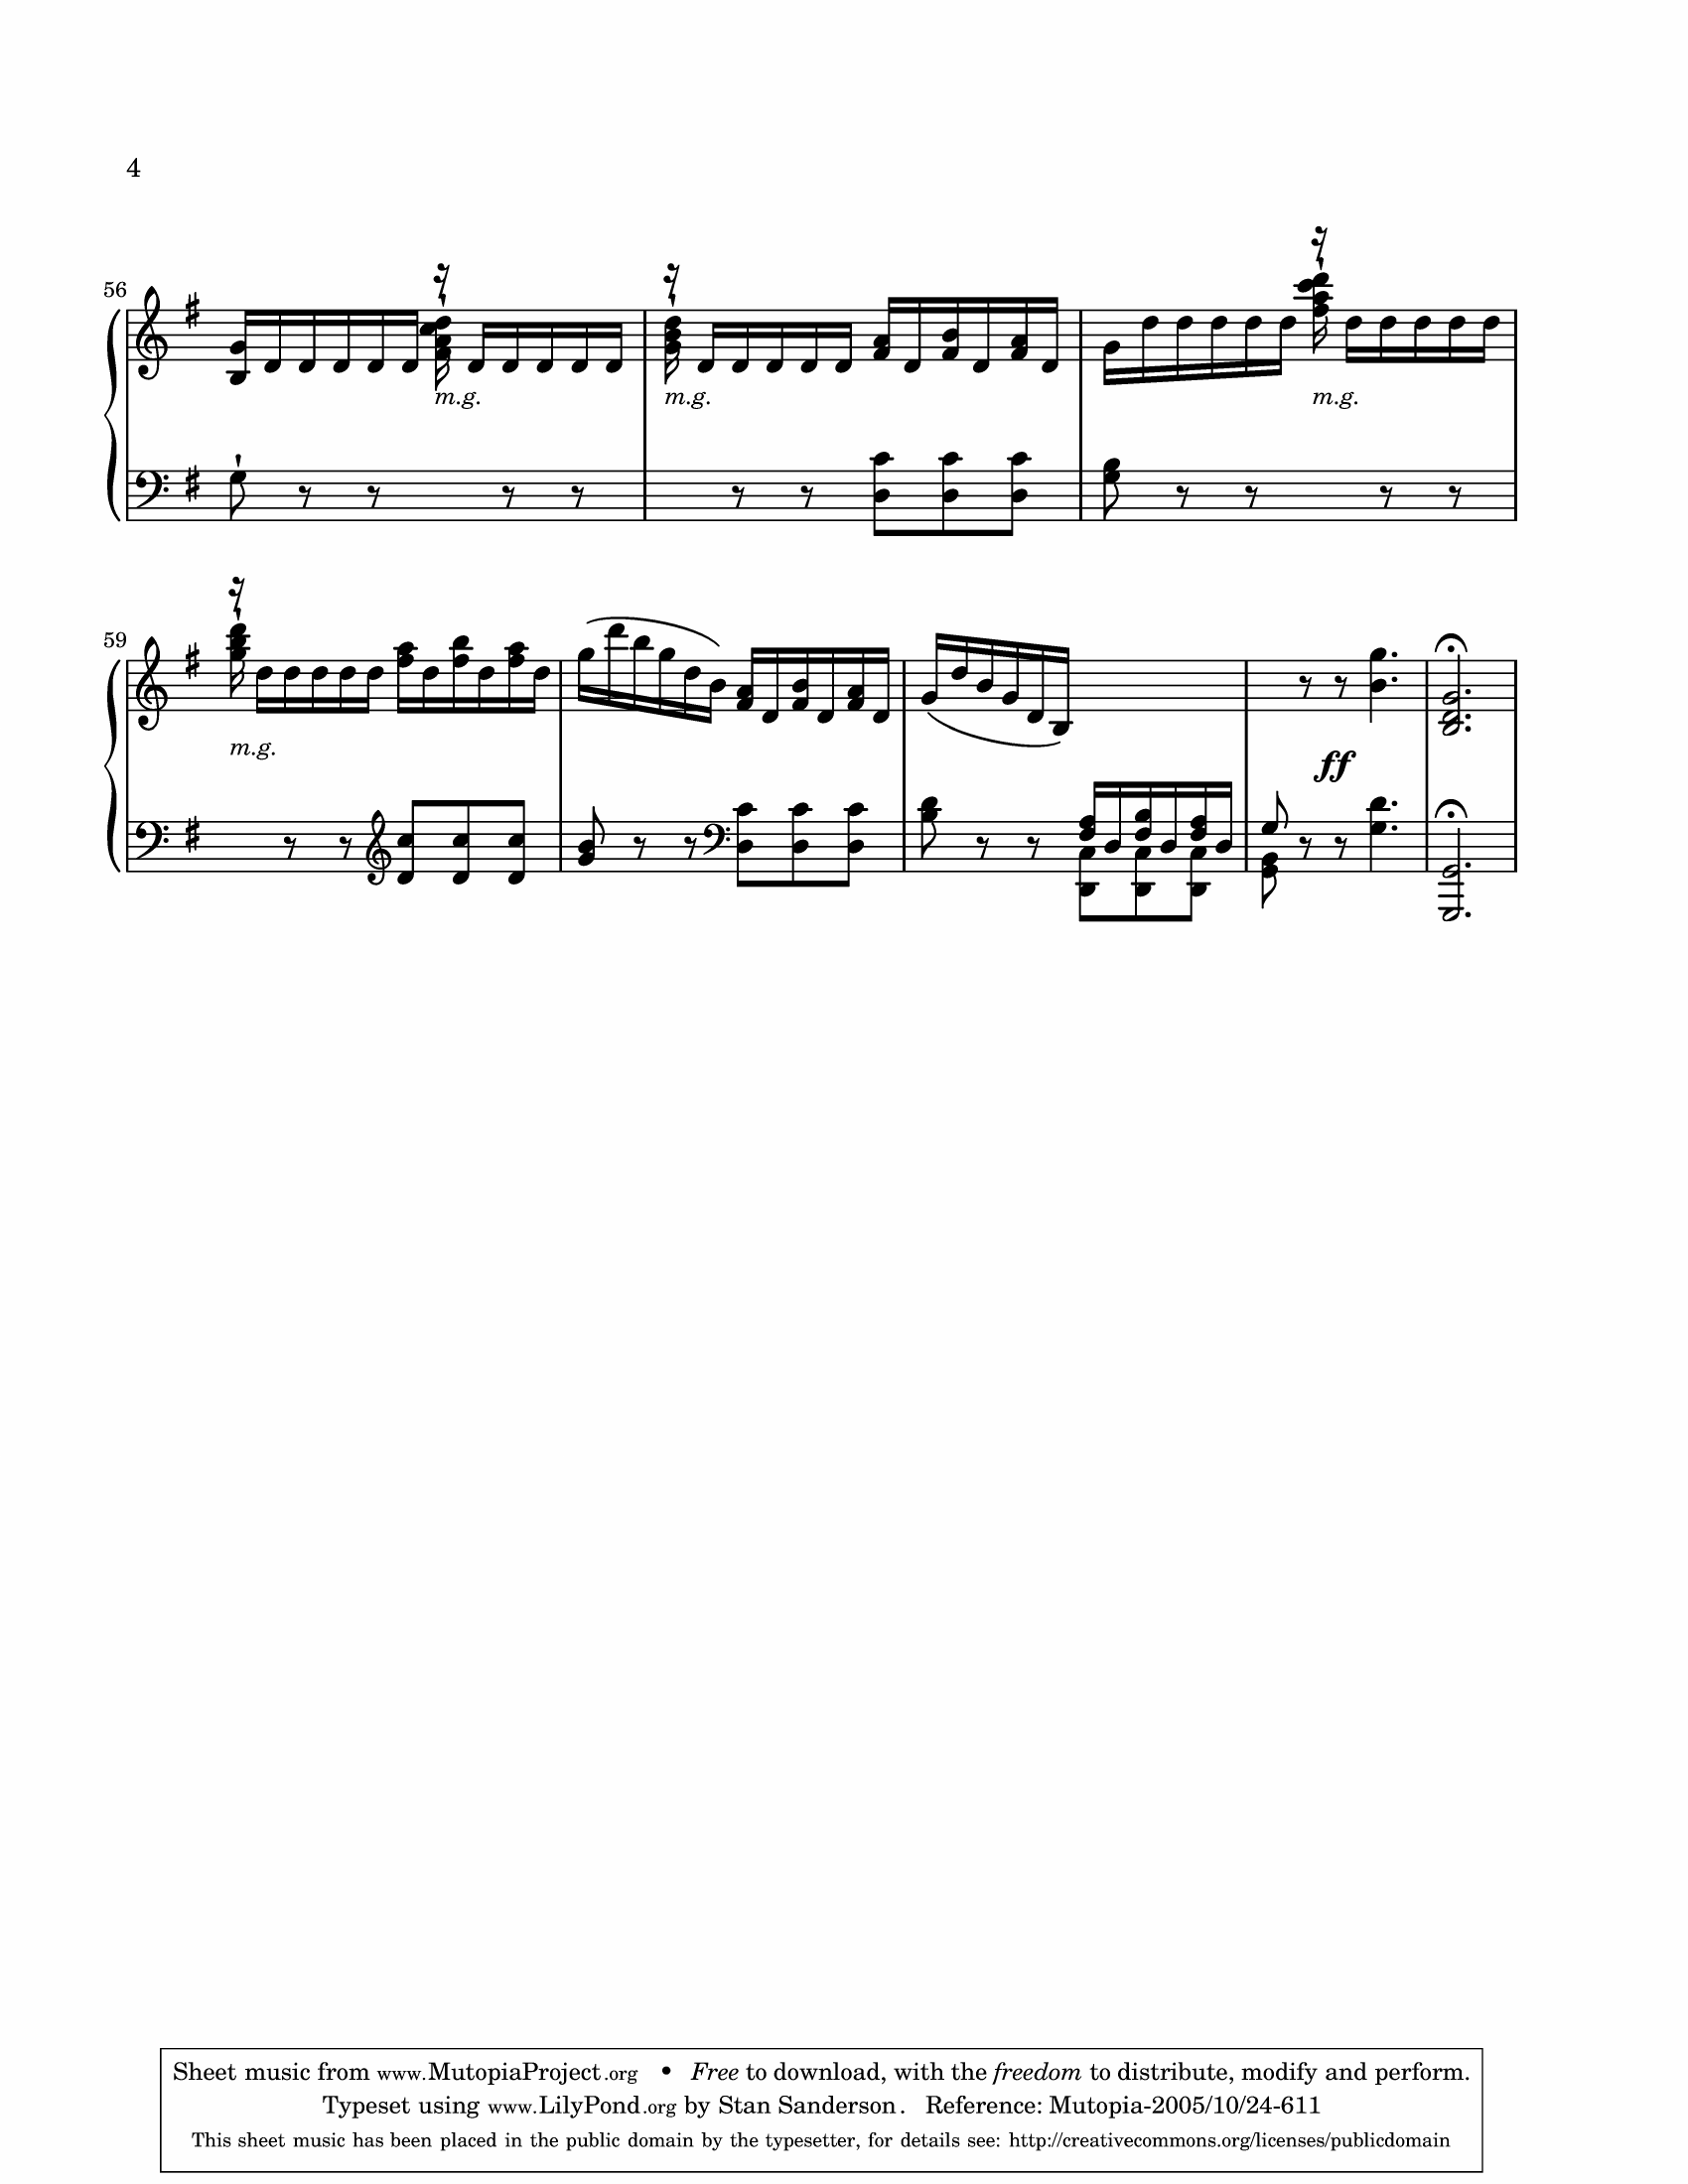 4
56
m.g.
m.g.
m.g.
59
m.g.
ff
Sheet music from www.MutopiaProject.org • Free to download, with the freedom to distribute, modify and perform.
Typeset using www.LilyPond.org by Stan Sanderson. Reference: Mutopia-2005/10/24-611
This sheet music has been placed in the public domain by the typesetter, for details see: http://creativecommons.org/licenses/publicdomain